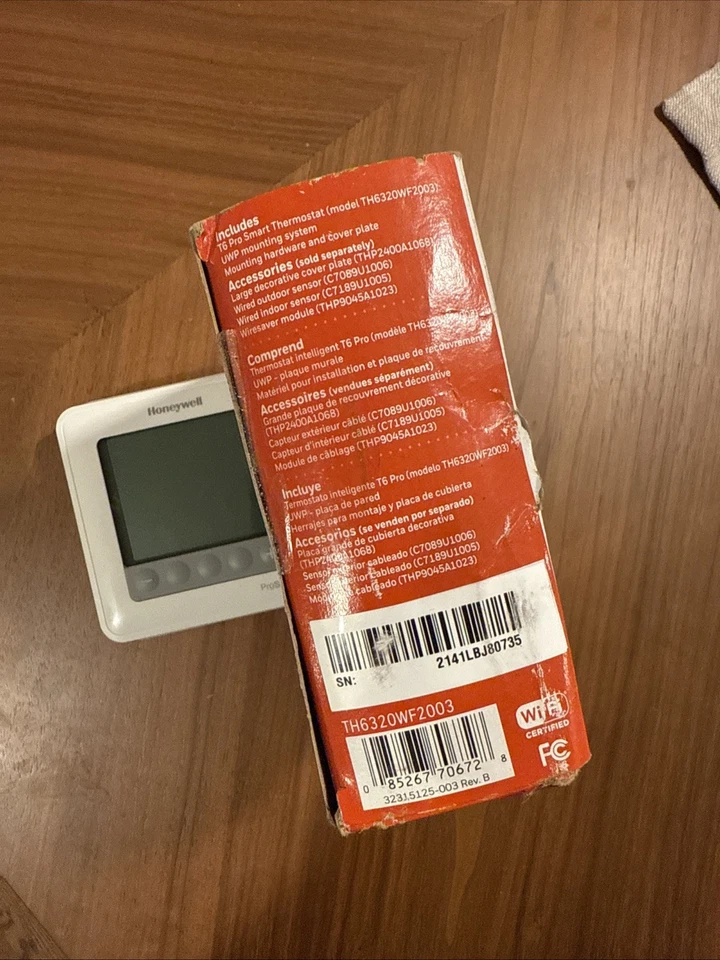 Includes
T6 Pro Smart Thermostat (model TH6320WF2003)
UWP mounting system
Mounting hardware and cover plate
Accessories (sold separately)
Large decorative cover plate (THP2400A1068)
Wired outdoor sensor (C7089U1006)
Wired indoor sensor (C7189U1005)
Wiresaver module (THP9045A1023)
Comprend
Thermostat intelligent T6 Pro (modèle
UWP - plaque murale
Matériel pour installation et plaque de recouvrement
Accessoires (vendues séparément)
Grande plaque de recouvrement décorative
(THP2400A1068)
Capteur extérieur câblé (C7089U1006)
Capteur d'intérieur câblé (C7189U1005)
Module de câblage (THP9045A1023)
Incluye
Termostato inteligente T6 Pro (modelo TH6320WF2003)
UWP - placa de pared
Herrajes para montaje y placa de cubierta
Accesorios (se venden por separado)
Placa grande de cubierta decorativa
(THP2400A1068)
Sensor cableado (C7089U1006)
Sensor cableado (C7189U1005)
cableado (THP9045A1023)
Honeywell
SN:
2141LBJ80735
TH6320WF2003
0 85267 70672 8
32315125-003 Rev. B
WiFi
CERTIFIED
FC